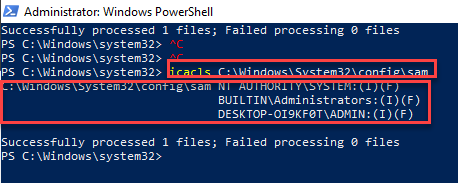 Administrator: Windows PowerShell
Successfully processed 1 files; Failed processing 0 files
PS C:\Windows\system32> ^C
PS C:\Windows\system32> ^C
PS C:\Windows\system32> icacls C:\Windows\System32\config\sam
C:\Windows\System32\config\sam NT AUTHORITY\SYSTEM:(I)(F)
BUILTIN\Administrators:(I)(F)
DESKTOP-OI9KF0T\ADMIN:(I)(F)
Successfully processed 1 files; Failed processing 0 files
PS C:\Windows\system32>